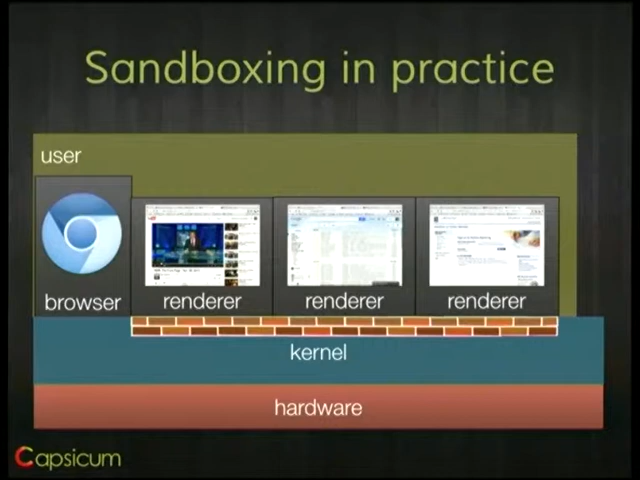 Sandboxing in practice
user
browser
renderer
renderer
renderer
kernel
hardware
Capsicum